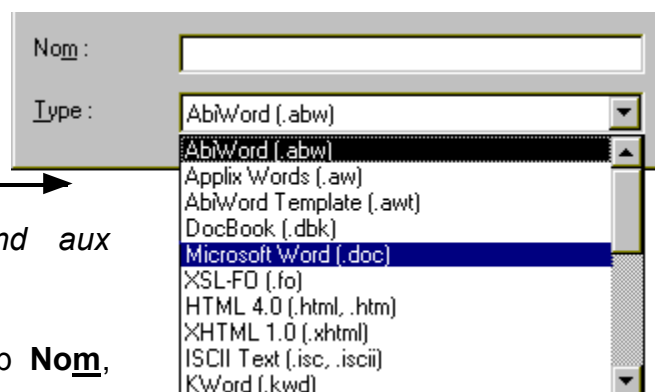 Nom :
Type :
AbiWord (.abw)
AbiWord (.abw)
Applix Words (.aw)
AbiWord Template (.awt)
DocBook (.dbk)
Microsoft Word (.doc)
XSL-FO (.fo)
HTML 4.0 (.html, .htm)
XHTML 1.0 (.xhtml)
ISCII Text (.isc, .iscii)
KWord (.kwd)
nd aux
Nom,